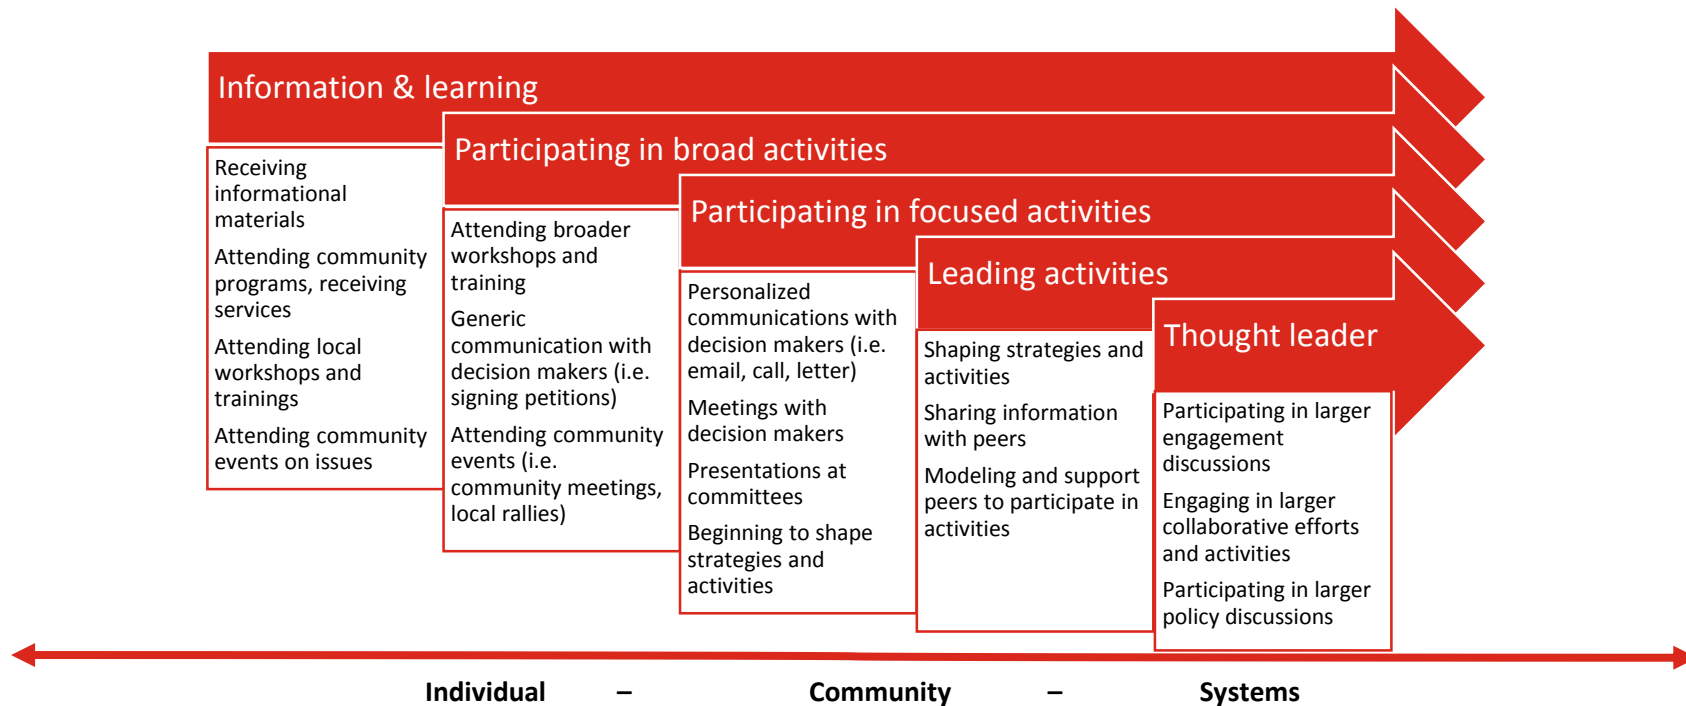 Information & learning
Receiving
informational
materials
Attending community
programs, receiving
services
Attending local
workshops and
trainings
Attending community
events on issues
Participating in broad activities
Attending broader
workshops and
training
Generic
communication with
decision makers (i.e.
signing petitions)
Attending community
events (i.e.
community meetings,
local rallies)
Participating in focused activities
Personalized
communications with
decision makers (i.e.
email, call, letter)
Meetings with
decision makers
Presentations at
committees
Beginning to shape
strategies and
activities
Leading activities
Shaping strategies and
activities
Sharing information
with peers
Modeling and support
peers to participate in
activities
Thought leader
Participating in larger
engagement
discussions
Engaging in larger
collaborative efforts
and activities
Participating in larger
policy discussions
Individual – Community – Systems